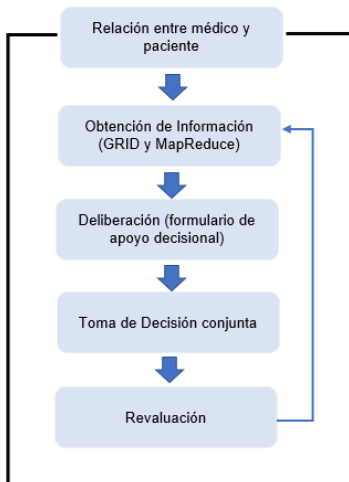 Relación entre médico y
paciente
Obtención de Información
(GRID y MapReduce)
Deliberación (formulario de
apoyo decisional)
Toma de Decisión conjunta
Revaluación